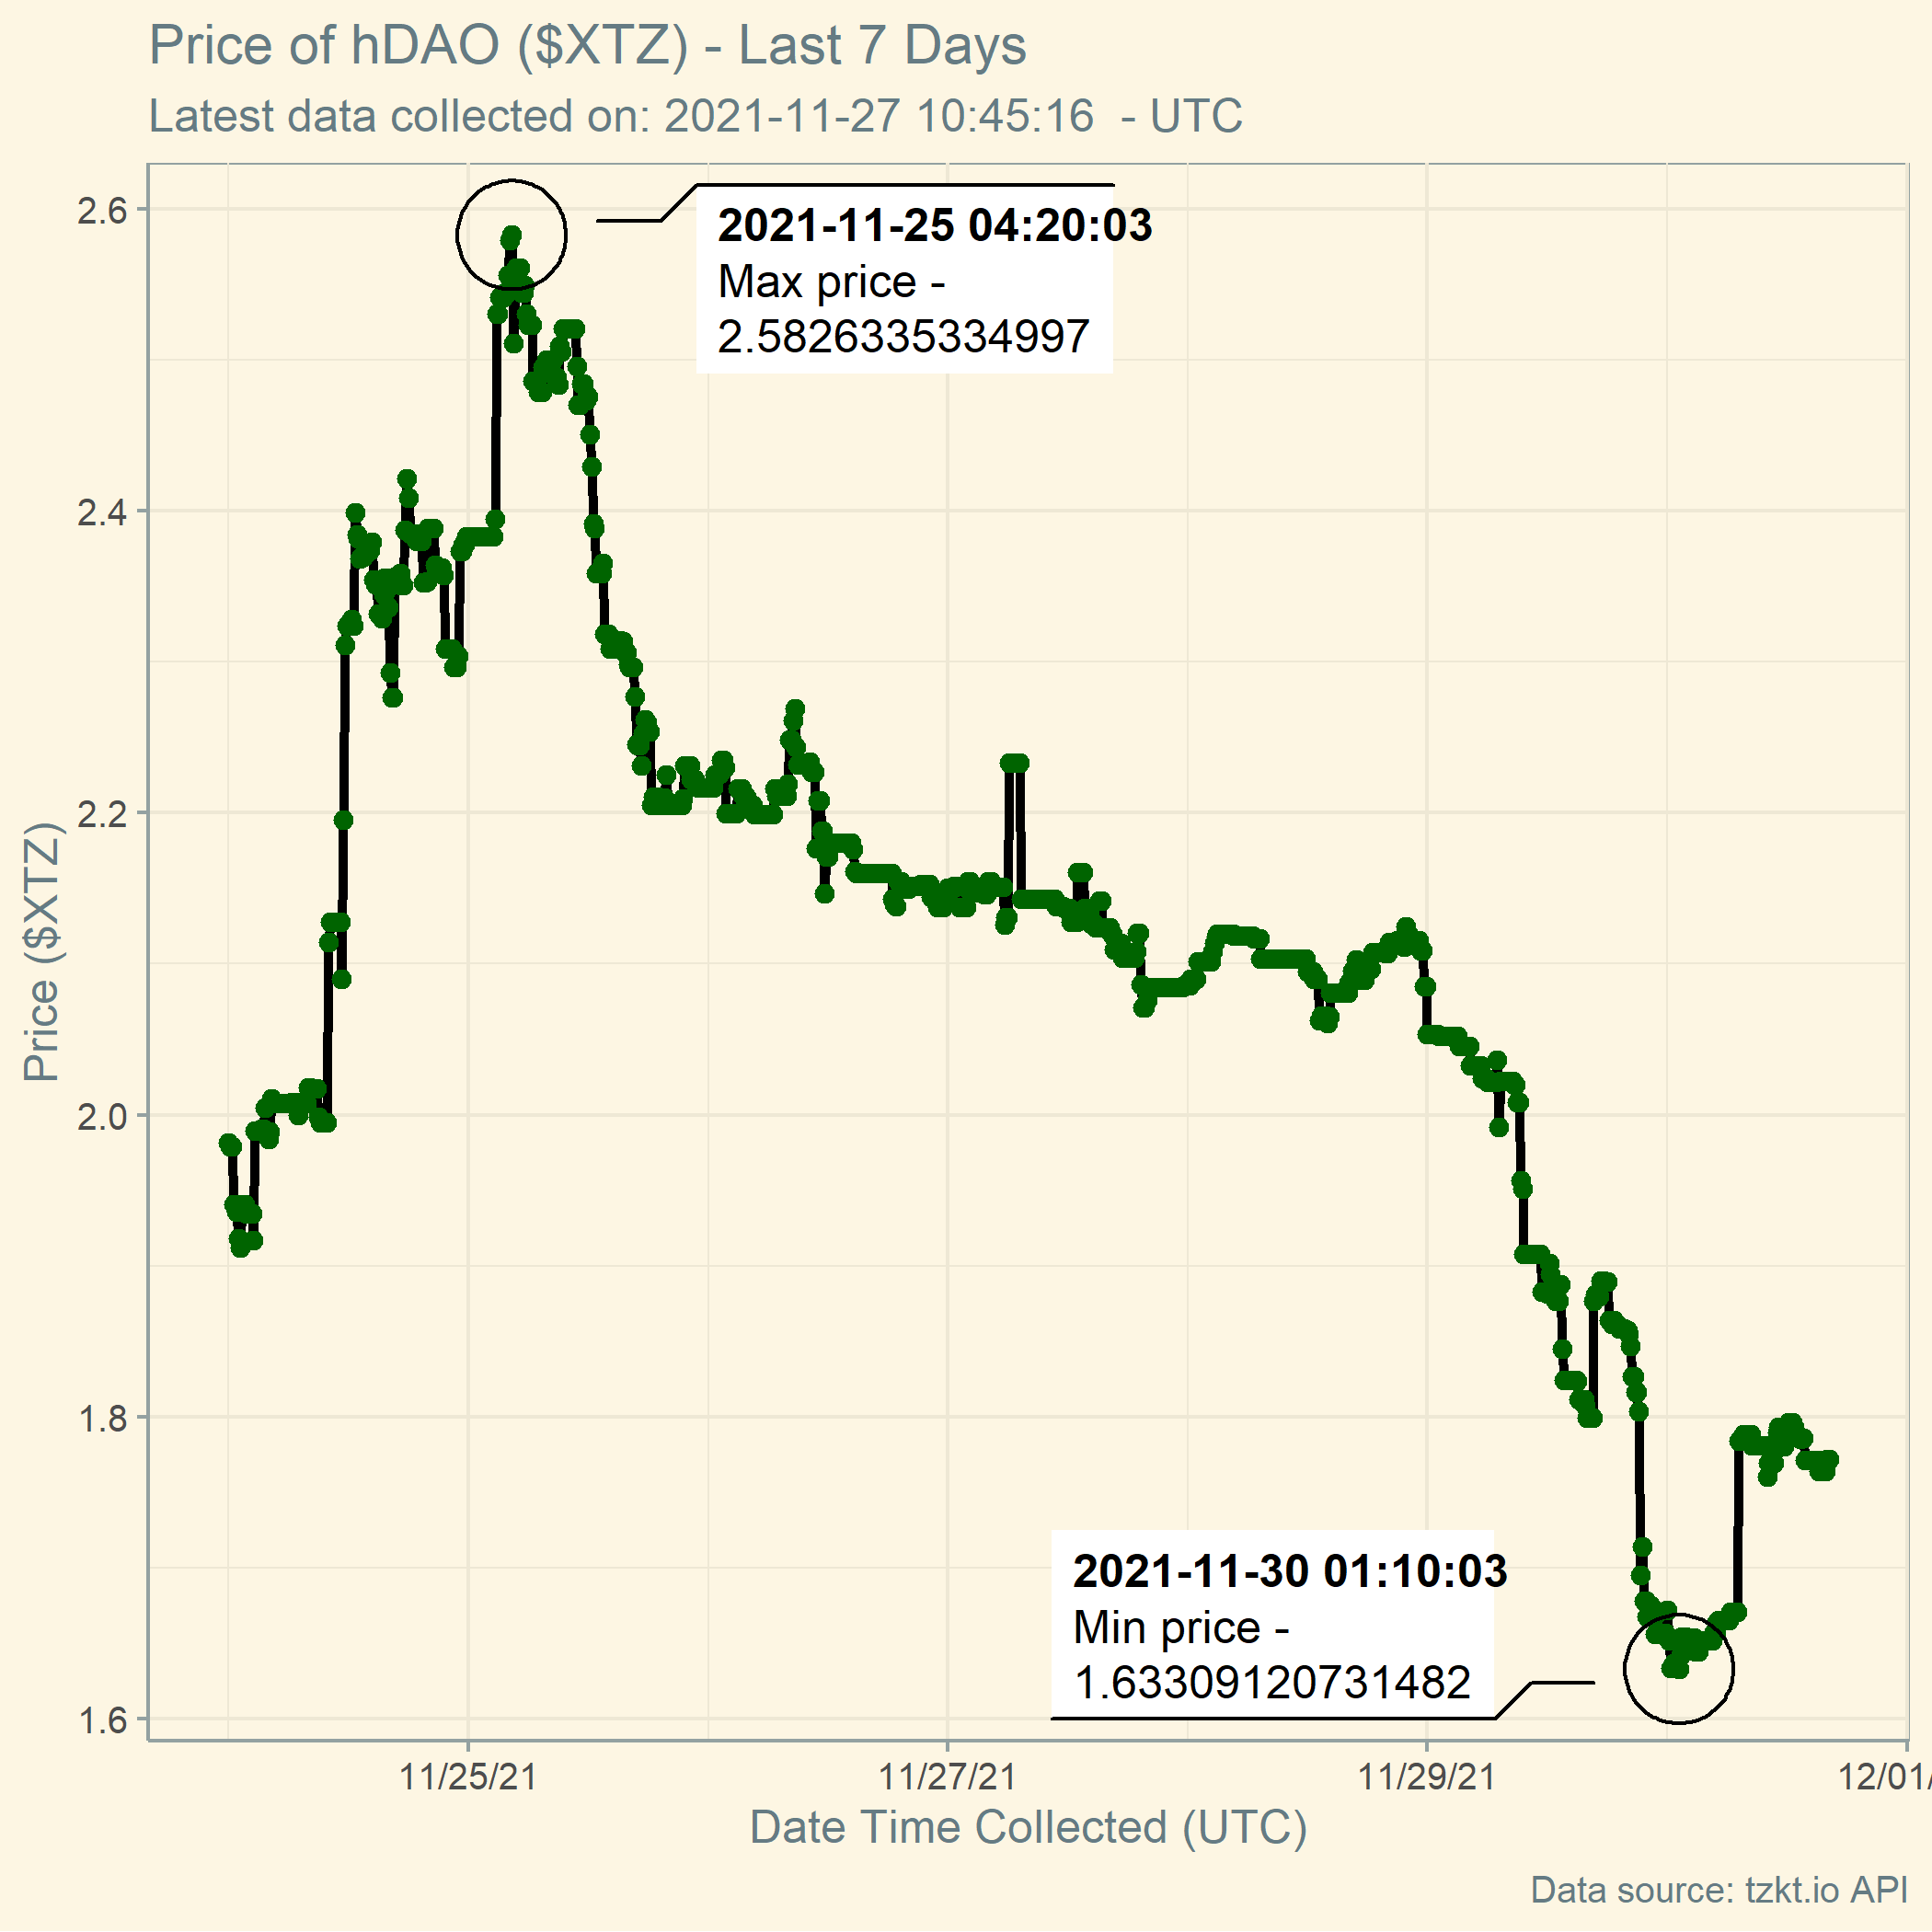 Price of hDAO ($XTZ) - Last 7 Days
Latest data collected on: 2021-11-27 10:45:16  - UTC
2021-11-25 04:20:03
Max price -
2.5826335334997
2.6
2.4
2.2
2.0
1.8
1.6
Price ($XTZ)
2021-11-30 01:10:03
Min price -
1.63309120731482
11/25/21
11/27/21
11/29/21
12/01/
Date Time Collected (UTC)
Data source: tzkt.io API